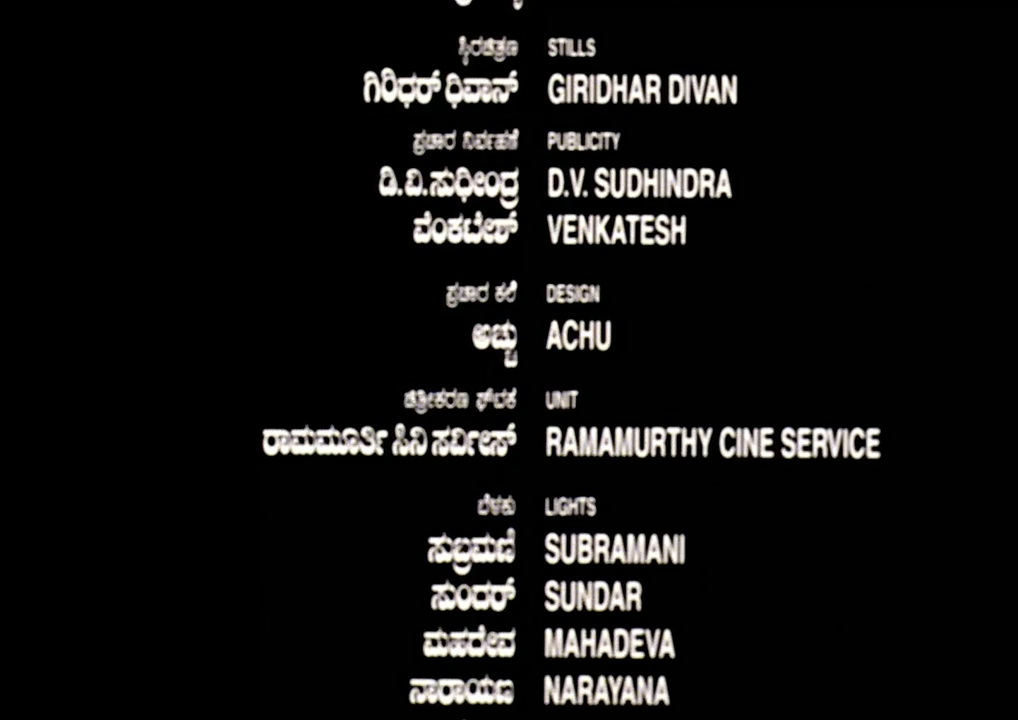 ಸ್ಥಿರಚಿತ್ರಣ STILLS
ಗಿರಿಧರ್ ಧಿವಾನ್ GIRIDHAR DIVAN
ಪ್ರಚಾರ ನಿರ್ವಹಣೆ PUBLICITY
ಡಿ.ವಿ.ಸುಧೀಂದ್ರ D.V. SUDHINDRA
ವೆಂಕಟೇಶ್ VENKATESH
ಪ್ರಚಾರ ಕಲೆ DESIGN
ಅಚ್ಚು ACHU
ಚಿತ್ರೀಕರಣ ಘಟಕ UNIT
ರಾಮಮೂರ್ತಿ ಸಿನಿ ಸರ್ವೀಸ್ RAMAMURTHY CINE SERVICE
ಬೆಳಕು LIGHTS
ಸುಬ್ರಮಣಿ SUBRAMANI
ಸುಂದರ್ SUNDAR
ಮಹದೇವ MAHADEVA
ನಾರಾಯಣ NARAYANA